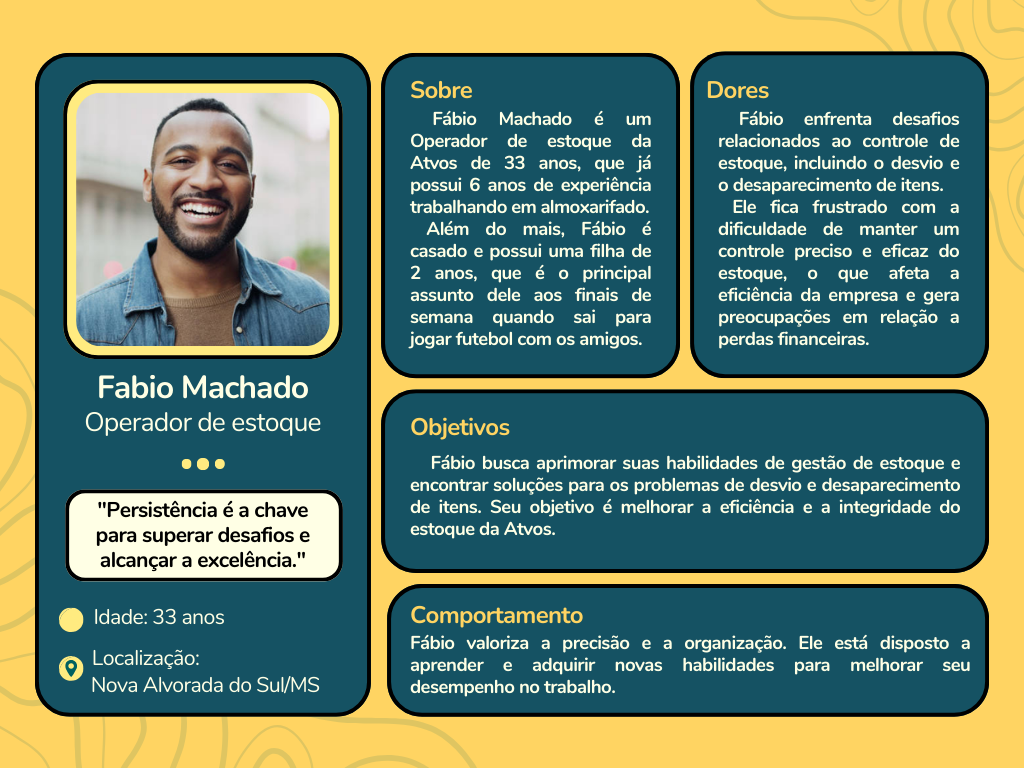 Fabio Machado
Operador de estoque
"Persistência é a chave
para superar desafios e
alcançar a excelência."
Idade: 33 anos
Localização:
Nova Alvorada do Sul/MS
Sobre
Fábio Machado é um
Operador de estoque da
Atvos de 33 anos, que já
possui 6 anos de experiência
trabalhando em almoxarifado.
Além do mais, Fábio é
casado e possui uma filha de
2 anos, que é o principal
assunto dele aos finais de
semana quando sai para
jogar futebol com os amigos.
Dores
Fábio enfrenta desafios
relacionados ao controle de
estoque, incluindo o desvio e
o desaparecimento de itens.
Ele fica frustrado com a
dificuldade de manter um
controle preciso e eficaz do
estoque, o que afeta a
eficiência da empresa e gera
preocupações em relação a
perdas financeiras.
Objetivos
Fábio busca aprimorar suas habilidades de gestão de estoque e
encontrar soluções para os problemas de desvio e desaparecimento
de itens. Seu objetivo é melhorar a eficiência e a integridade do
estoque da Atvos.
Comportamento
Fábio valoriza a precisão e a organização. Ele está disposto a
aprender e adquirir novas habilidades para melhorar seu
desempenho no trabalho.